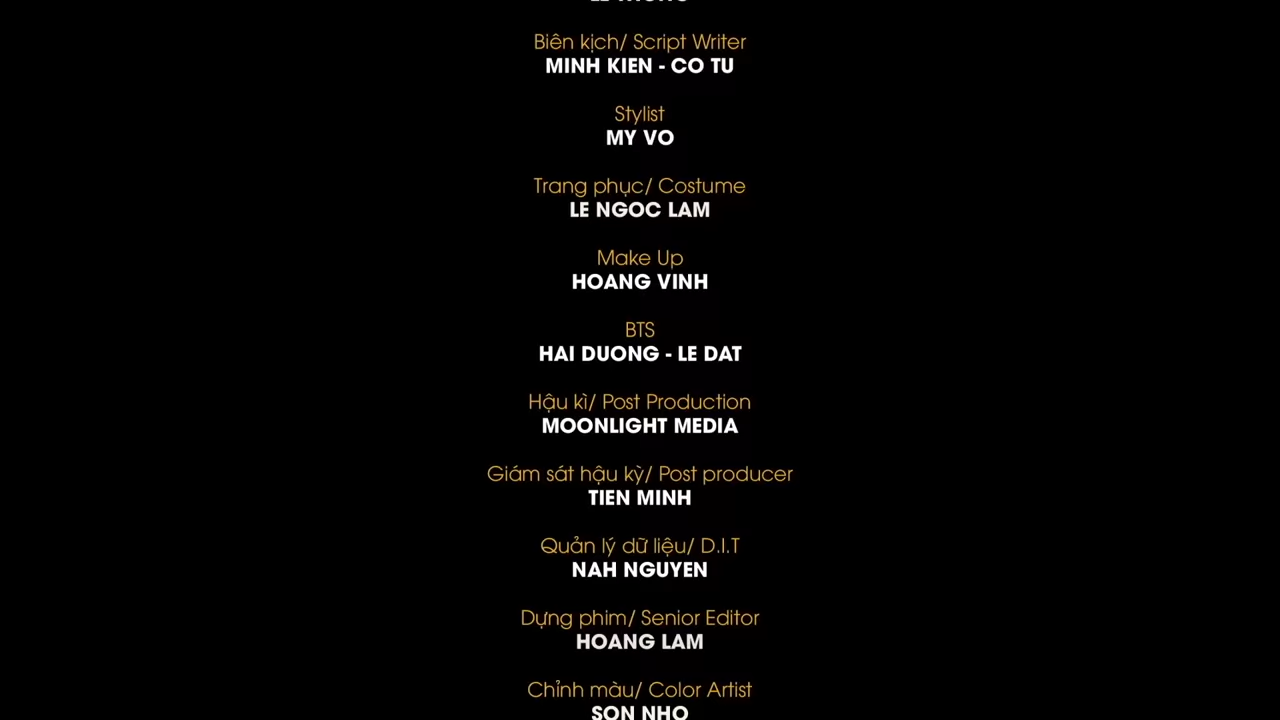 Biên kịch/ Script Writer
MINH KIEN - CO TU
Stylist
MY VO
Trang phục/ Costume
LE NGOC LAM
Make Up
HOANG VINH
BTS
HAI DUONG - LE DAT
Hậu kì/ Post Production
MOONLIGHT MEDIA
Giám sát hậu kỳ/ Post producer
TIEN MINH
Quản lý dữ liệu/ D.I.T
NAH NGUYEN
Dựng phim/ Senior Editor
HOANG LAM
Chỉnh màu/ Color Artist
SON NHO